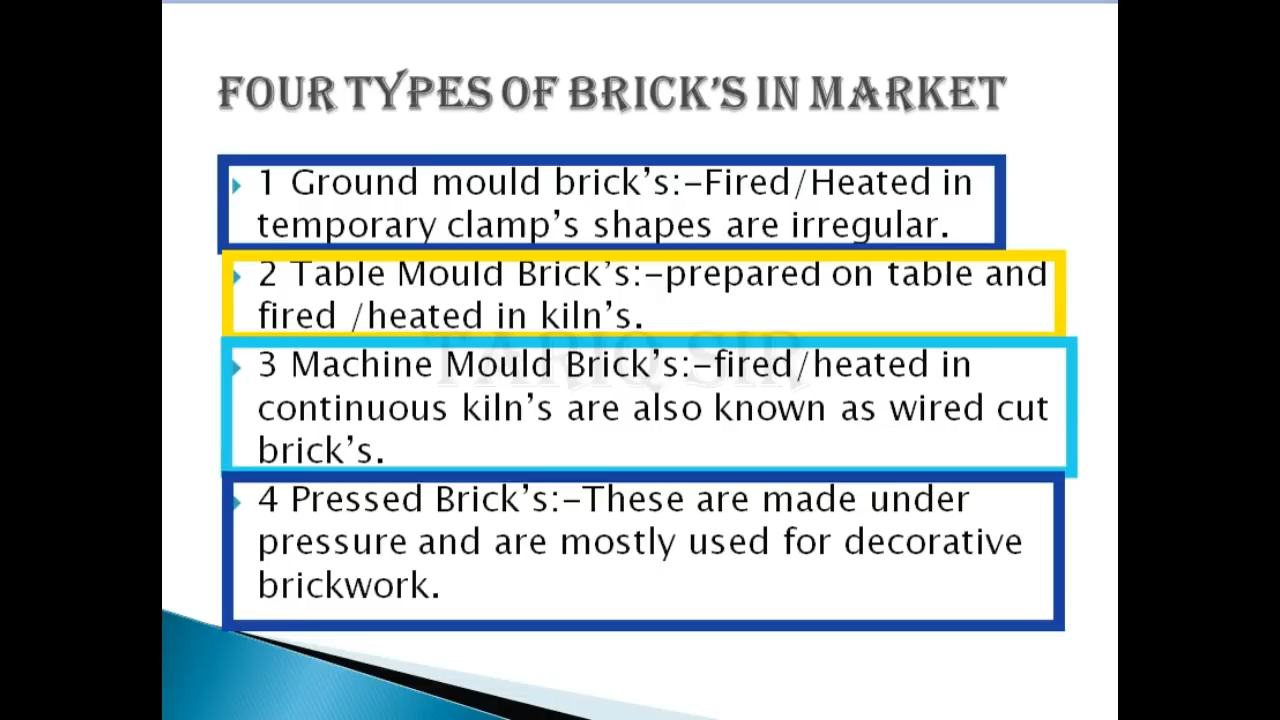 FOUR TYPES OF BRICK'S IN MARKET
1 Ground mould brick's:-Fired/Heated in
temporary clamp's shapes are irregular.
2 Table Mould Brick's:-prepared on table and
fired /heated in kiln's.
TARIQ SIR
3 Machine Mould Brick's:-fired/heated in
continuous kiln's are also known as wired cut
brick's.
4 Pressed Brick's:-These are made under
pressure and are mostly used for decorative
brickwork.